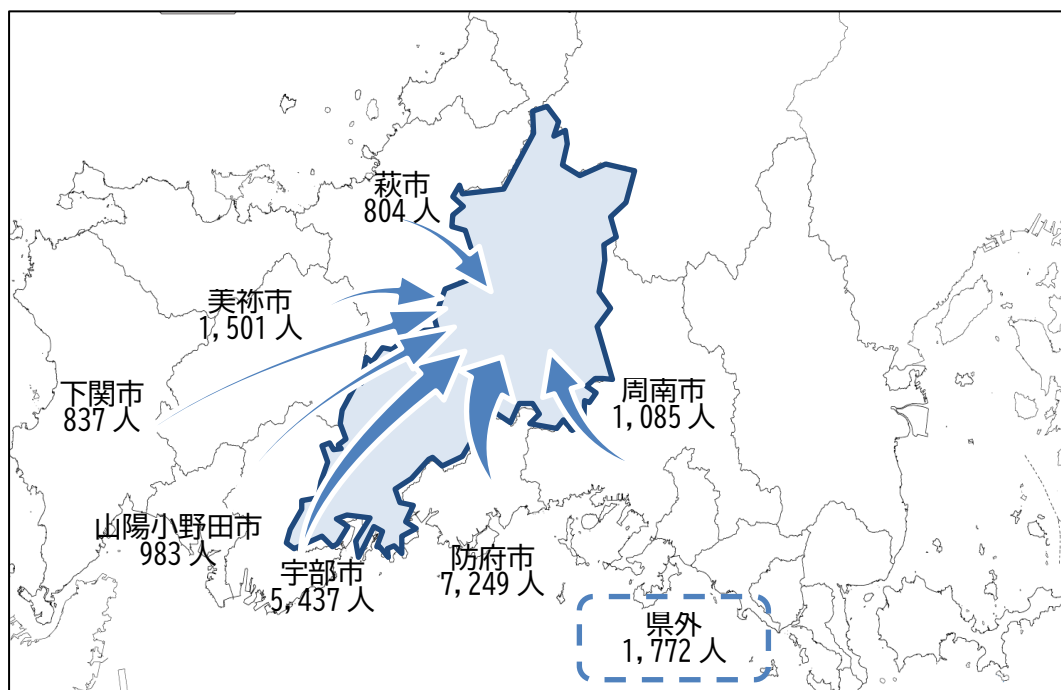 萩市
804 人
美祢市
1,501 人
下関市
837 人
周南市
1,085 人
山陽小野田市
983 人
宇部市
5,437 人
防府市
7,249 人
県外
1,772 人